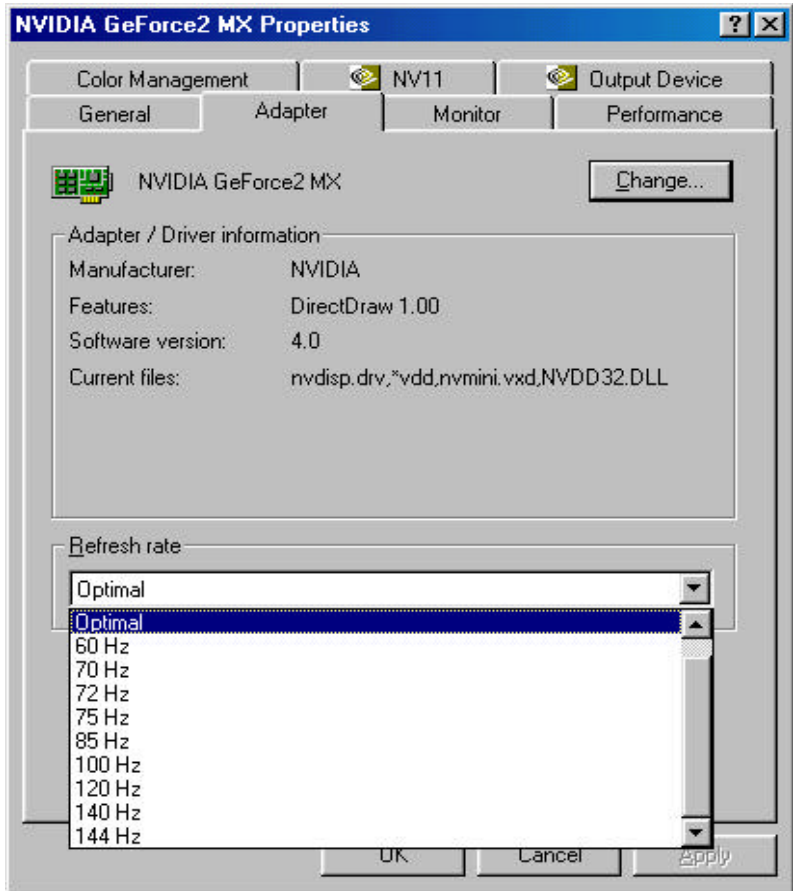 NVIDIA GeForce2 MX Properties
Color Management
NV11
Output Device
General
Adapter
Monitor
Performance
NVIDIA GeForce2 MX
Change...
Adapter / Driver information
Manufacturer: NVIDIA
Features: DirectDraw 1.00
Software version: 4.0
Current files: nvdisp.drv,*vdd,nvmini.vxd,NVDD32.DLL
Refresh rate
Optimal
Optimal
60 Hz
70 Hz
72 Hz
75 Hz
85 Hz
100 Hz
120 Hz
140 Hz
144 Hz
OK
Cancel
Apply